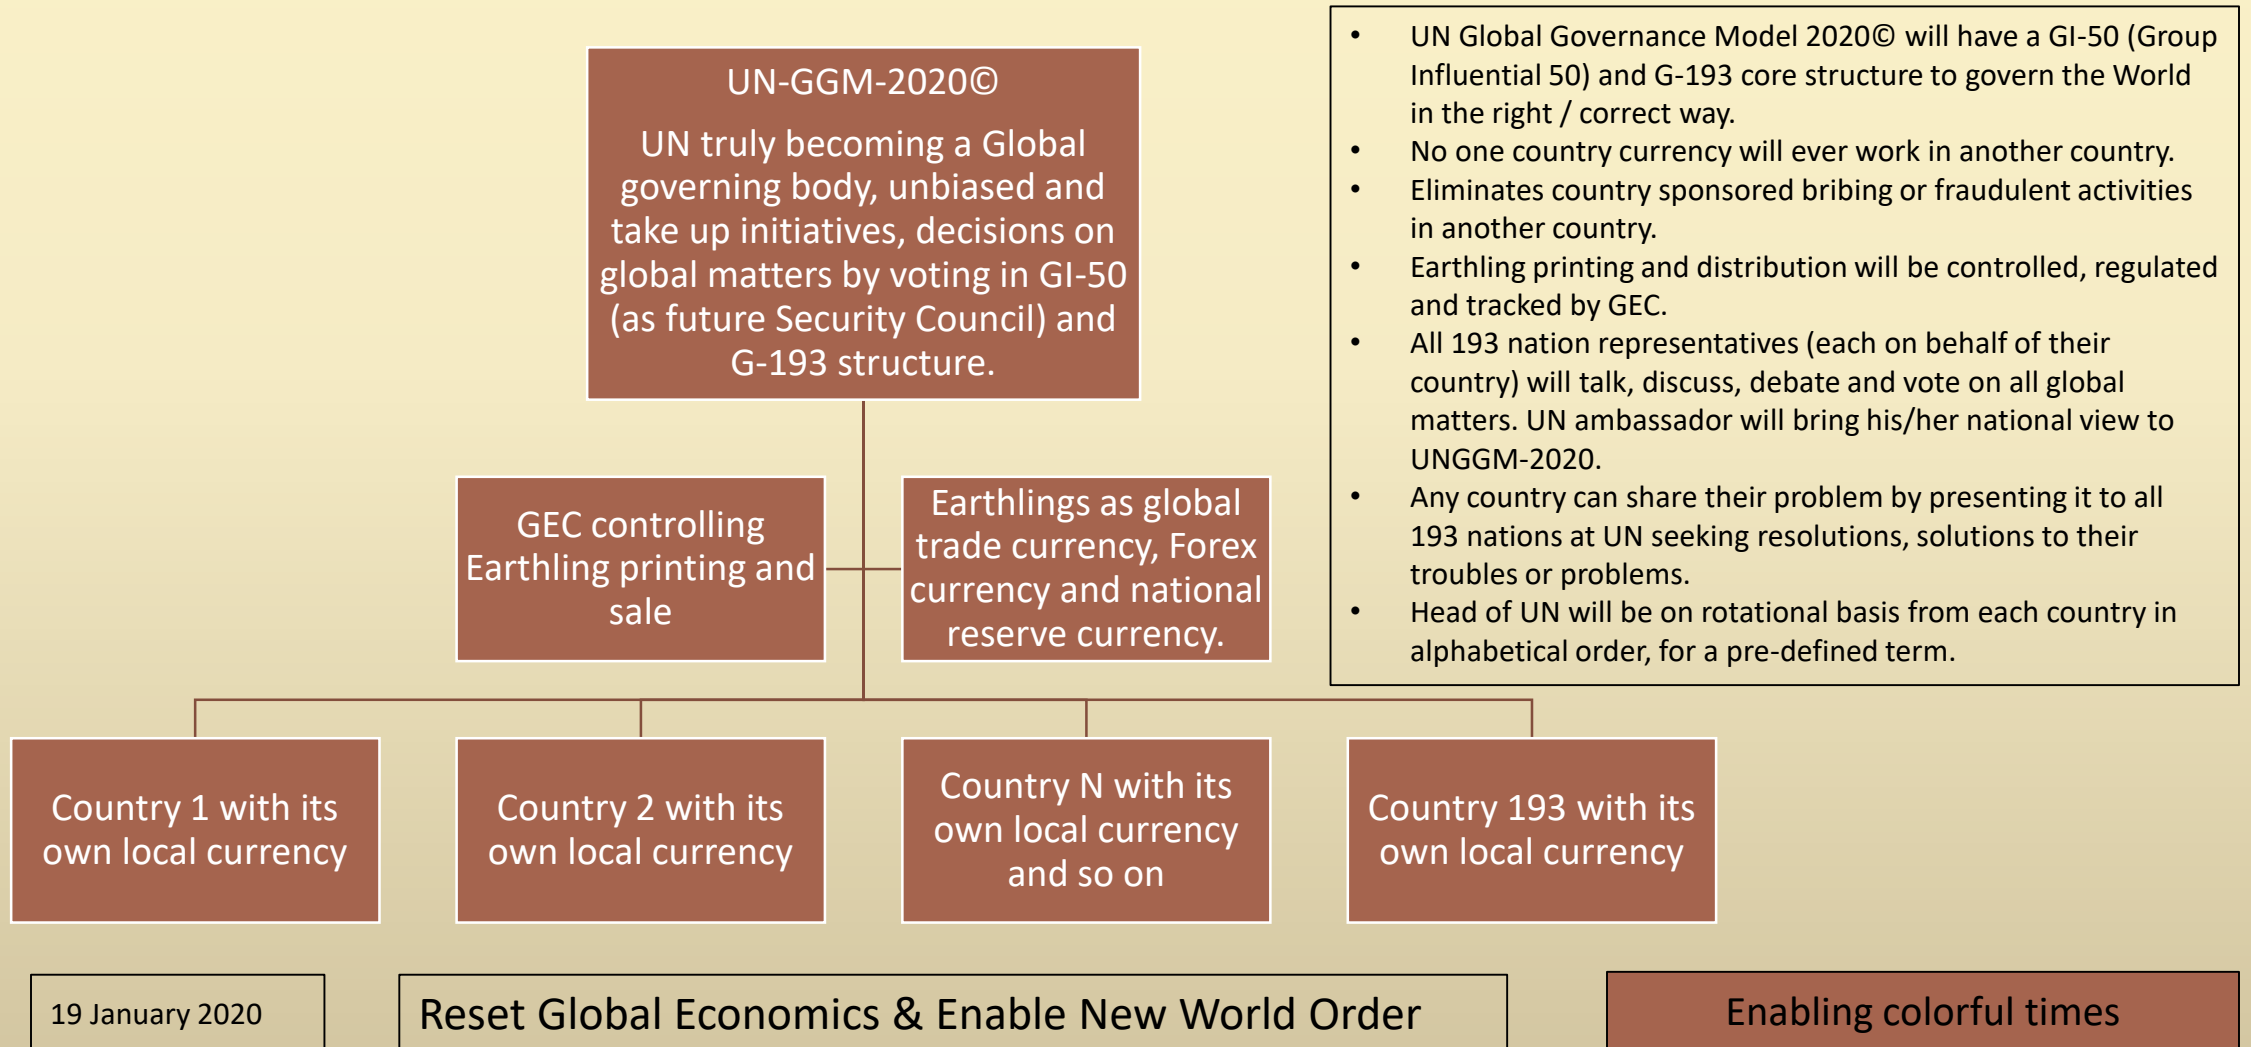 UN-GGM-2020©
UN truly becoming a Global
governing body, unbiased and
take up initiatives, decisions on
global matters by voting in GI-50
(as future Security Council) and
G-193 structure.
• UN Global Governance Model 2020© will have a GI-50 (Group
Influential 50) and G-193 core structure to govern the World
in the right / correct way.
• No one country currency will ever work in another country.
• Eliminates country sponsored bribing or fraudulent activities
in another country.
• Earthling printing and distribution will be controlled, regulated
and tracked by GEC.
• All 193 nation representatives (each on behalf of their
country) will talk, discuss, debate and vote on all global
matters. UN ambassador will bring his/her national view to
UNGGM-2020.
• Any country can share their problem by presenting it to all
193 nations at UN seeking resolutions, solutions to their
troubles or problems.
• Head of UN will be on rotational basis from each country in
alphabetical order, for a pre-defined term.
GEC controlling
Earthling printing and
sale
Earthlings as global
trade currency, Forex
currency and national
reserve currency.
Country 1 with its
own local currency
Country 2 with its
own local currency
Country N with its
own local currency
and so on
Country 193 with its
own local currency
19 January 2020
Reset Global Economics & Enable New World Order
Enabling colorful times